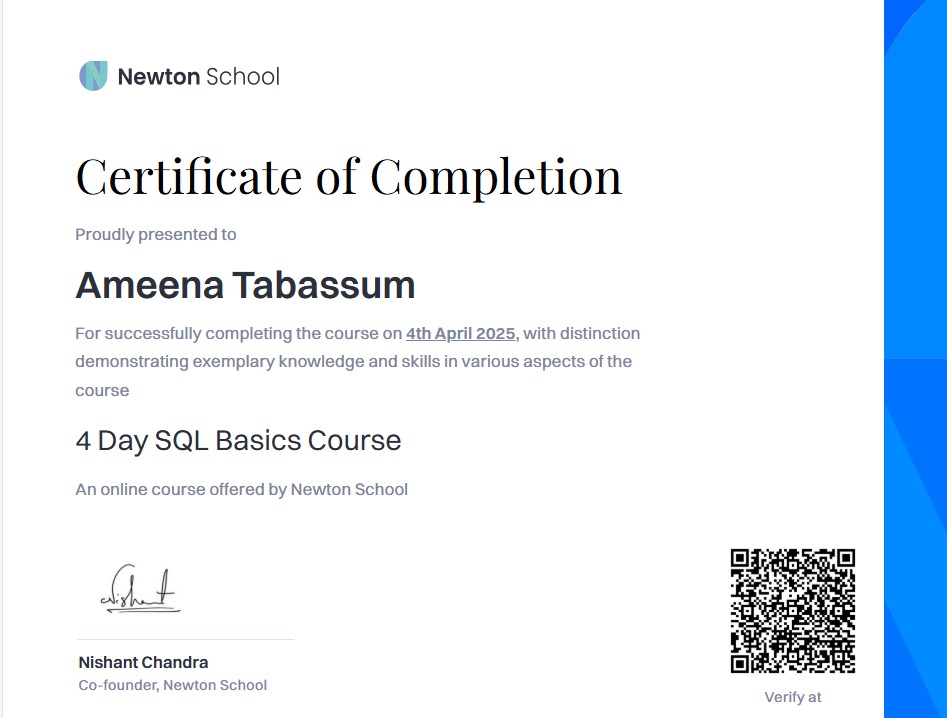 Newton School
Certificate of Completion
Proudly presented to
Ameena Tabassum
For successfully completing the course on 4th April 2025, with distinction
demonstrating exemplary knowledge and skills in various aspects of the
course
4 Day SQL Basics Course
An online course offered by Newton School
Nishant
Nishant Chandra
Co-founder, Newton School
Verify at